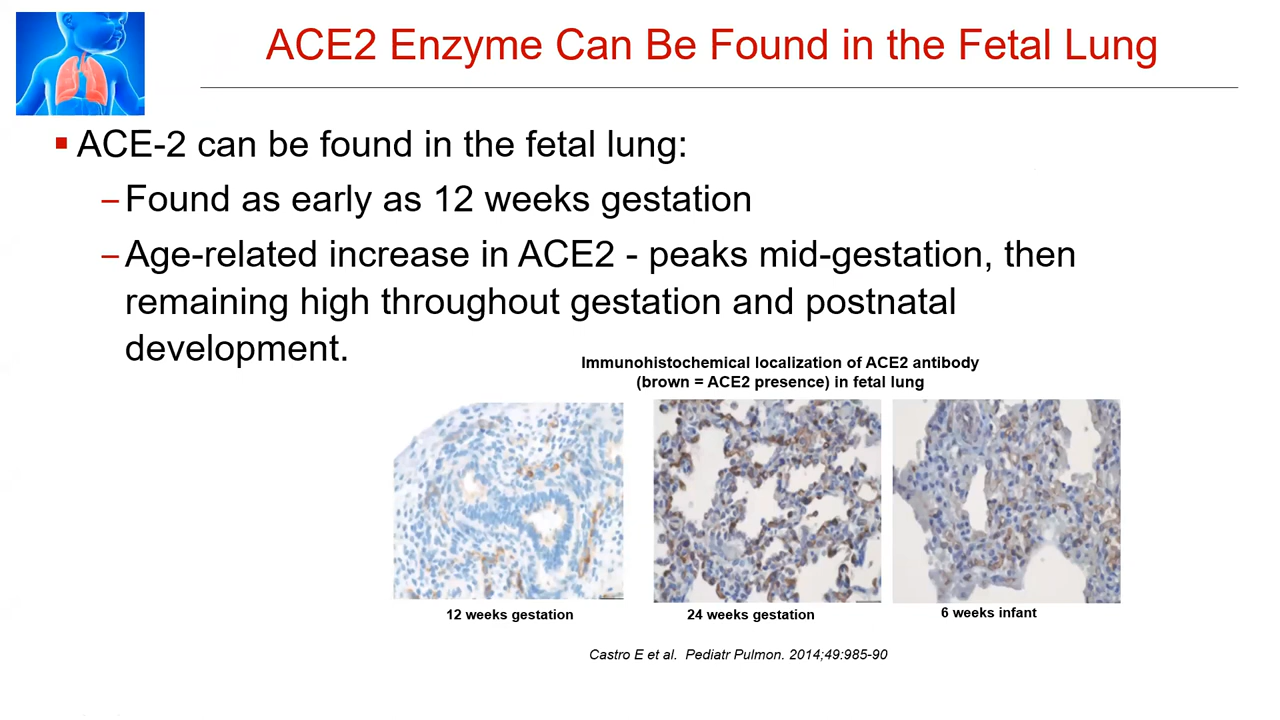 ACE2 Enzyme Can Be Found in the Fetal Lung
▪ ACE-2 can be found in the fetal lung:
–Found as early as 12 weeks gestation
–Age-related increase in ACE2 - peaks mid-gestation, then
remaining high throughout gestation and postnatal
development.
Immunohistochemical localization of ACE2 antibody
(brown = ACE2 presence) in fetal lung
12 weeks gestation
24 weeks gestation
6 weeks infant
Castro E et al. Pediatr Pulmon. 2014;49:985-90